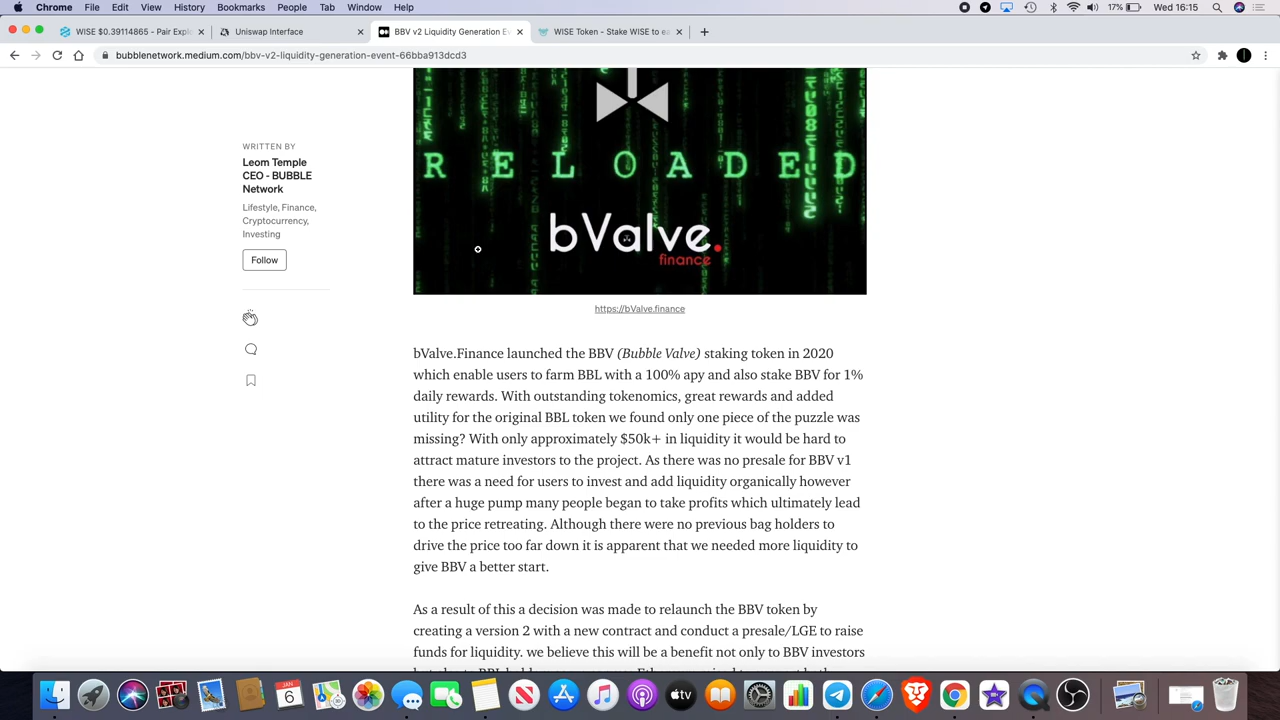 Chrome File Edit View History Bookmarks People Tab Window Help 17% Wed 16:15
WISE $0.39114865 - Pair Explo
Uniswap Interface
BBV v2 Liquidity Generation E
WISE Token - Stake WISE to ea
bubblenetwork.medium.com/bbv-v2-liquidity-generation-event-66bba913dcd3
RELOADED
bValve.
finance
https://bValve.finance
WRITTEN BY
Leom Temple
CEO - BUBBLE
Network
Lifestyle, Finance,
Cryptocurrency,
Investing
Follow
bValve.Finance launched the BBV (Bubble Valve) staking token in 2020
which enable users to farm BBL with a 100% apy and also stake BBV for 1%
daily rewards. With outstanding tokenomics, great rewards and added
utility for the original BBL token we found only one piece of the puzzle was
missing? With only approximately $50k+ in liquidity it would be hard to
attract mature investors to the project. As there was no presale for BBV v1
there was a need for users to invest and add liquidity organically however
after a huge pump many people began to take profits which ultimately lead
to the price retreating. Although there were no previous bag holders to
drive the price too far down it is apparent that we needed more liquidity to
give BBV a better start.
As a result of this a decision was made to relaunch the BBV token by
creating a version 2 with a new contract and conduct a presale/LGE to raise
funds for liquidity. we believe this will be a benefit not only to BBV investors
JAN
6
tv